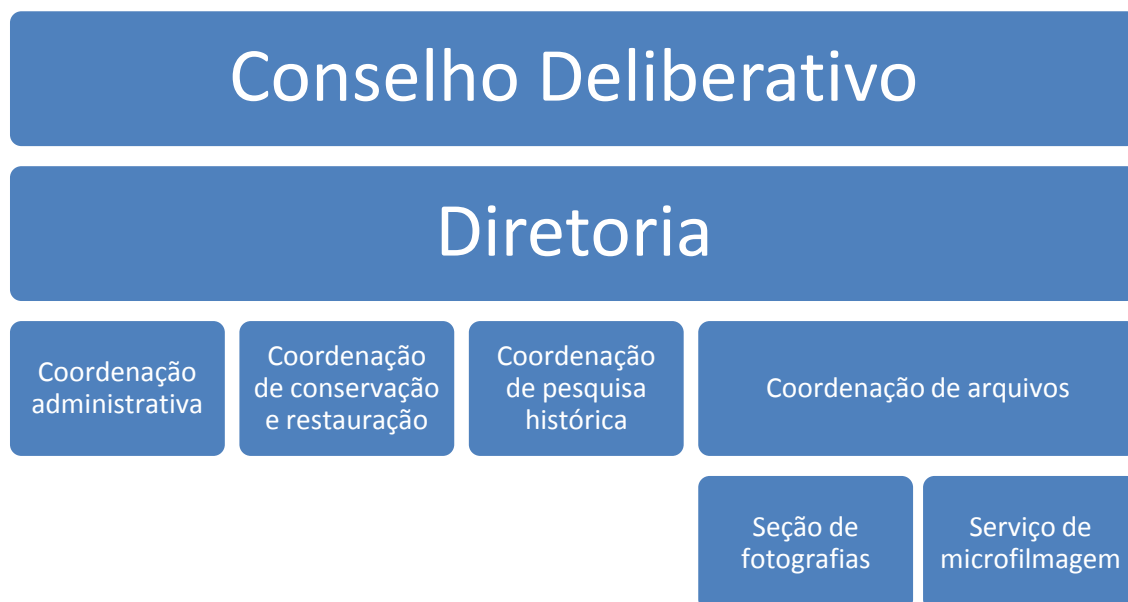 Conselho Deliberativo
Diretoria
Coordenação
administrativa
Coordenação
de conservação
e restauração
Coordenação
de pesquisa
histórica
Coordenação de arquivos
Seção de
fotografias
Serviço de
microfilmagem